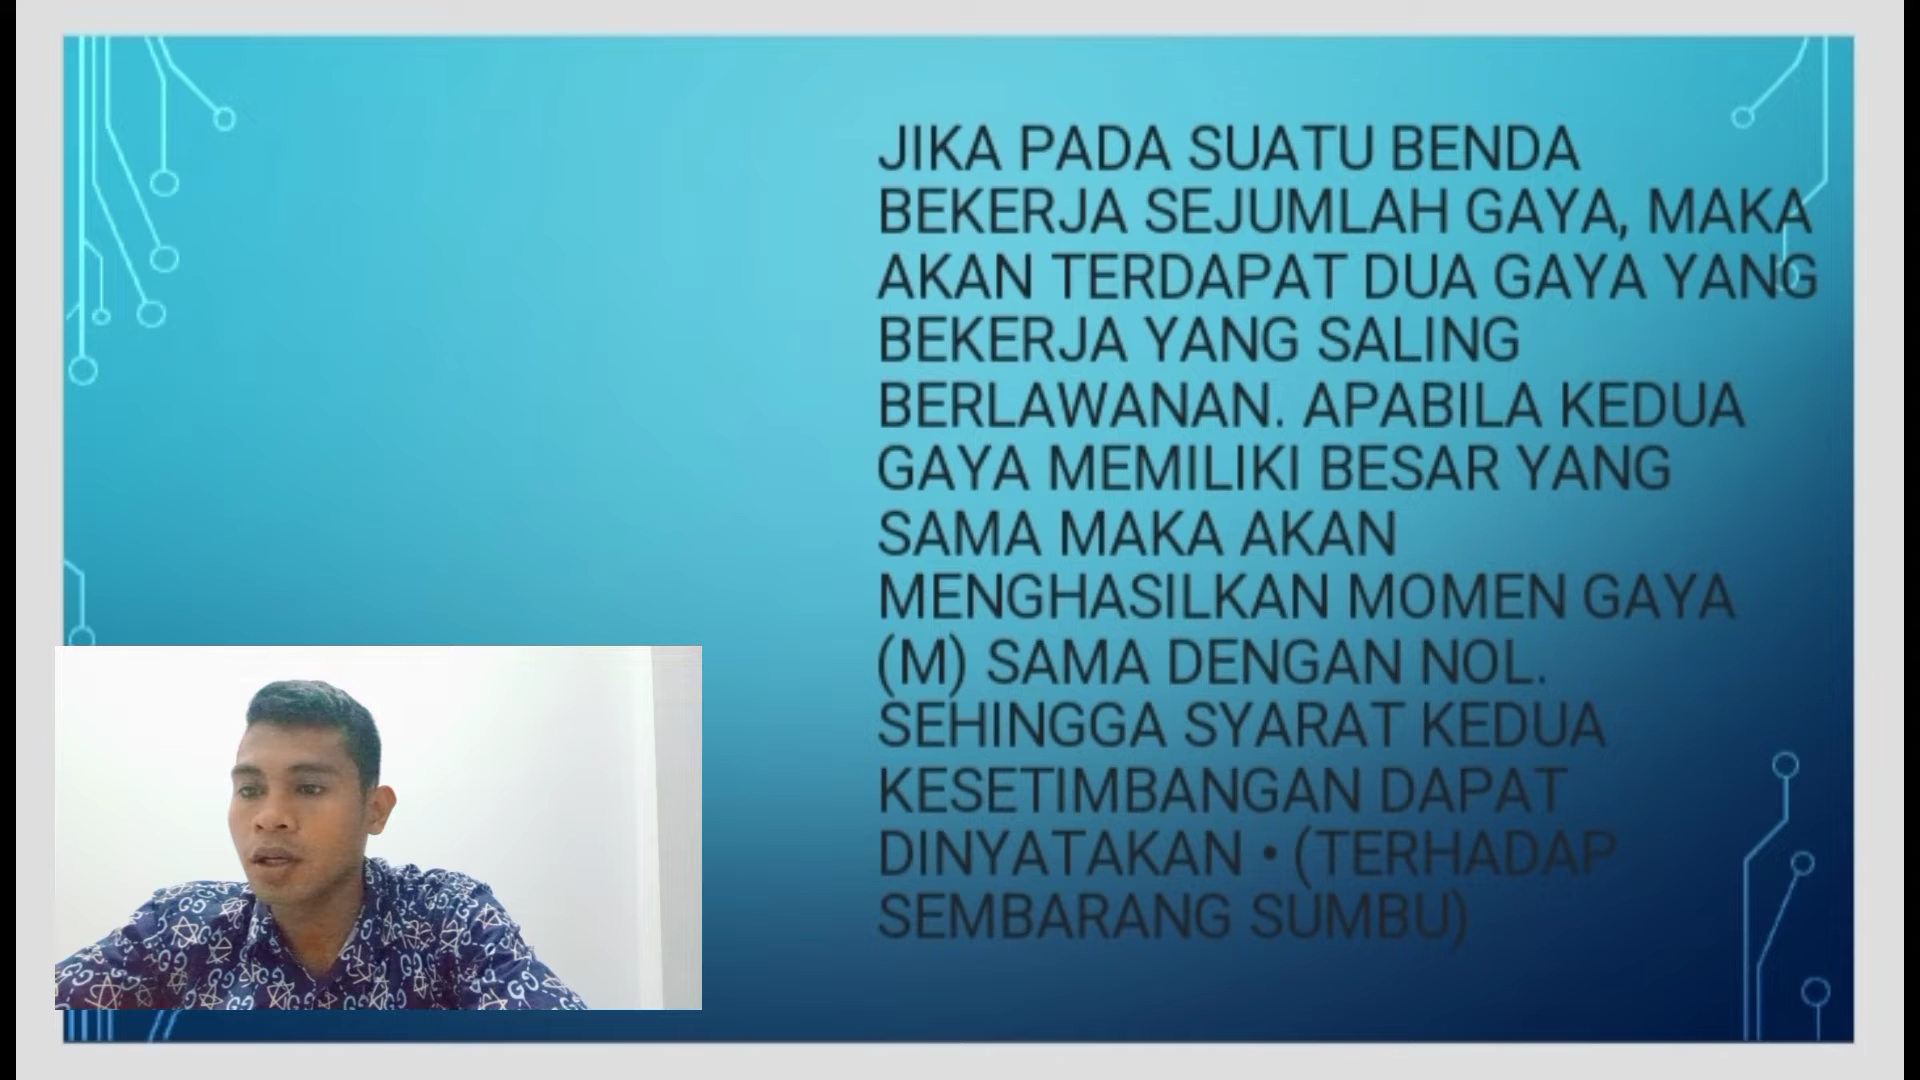 JIKA PADA SUATU BENDA
BEKERJA SEJUMLAH GAYA, MAKA
AKAN TERDAPAT DUA GAYA YANG
BEKERJA YANG SALING
BERLAWANAN. APABILA KEDUA
GAYA MEMILIKI BESAR YANG
SAMA MAKA AKAN
MENGHASILKAN MOMEN GAYA
(M) SAMA DENGAN NOL.
SEHINGGA SYARAT KEDUA
KESETIMBANGAN DAPAT
DINYATAKAN • (TERHADAP
SEMBARANG SUMBU)